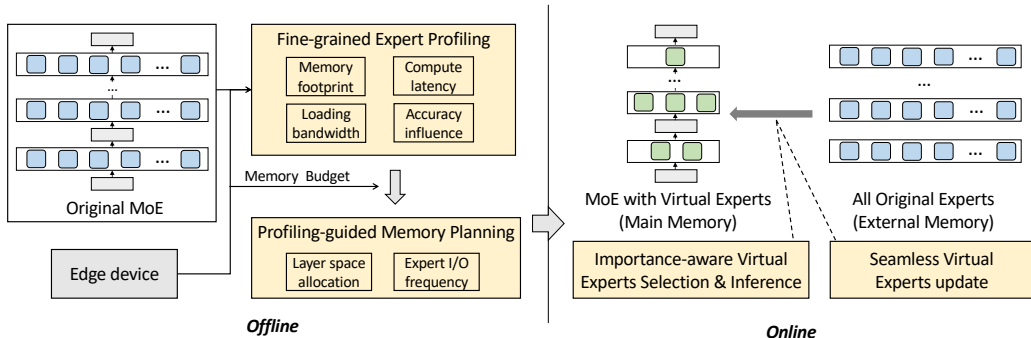 Original MoE
Edge device
Fine-grained Expert Profiling
Memory
footprint
Compute
latency
Loading
bandwidth
Accuracy
influence
Memory Budget
Profiling-guided Memory Planning
Layer space
allocation
Expert I/O
frequency
Offline
MoE with Virtual Experts
(Main Memory)
All Original Experts
(External Memory)
Importance-aware Virtual
Experts Selection & Inference
Seamless Virtual
Experts update
Online